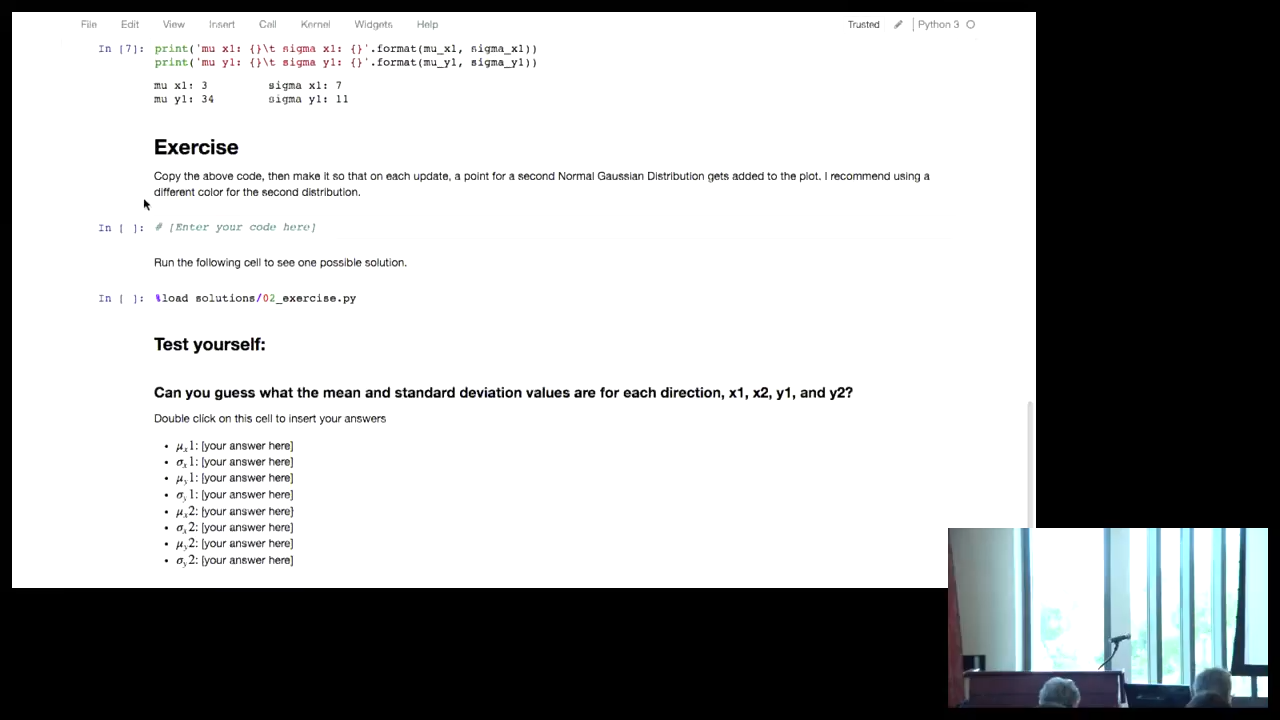 File Edit View Insert Cell Kernel Widgets Help Trusted Python 3
In [7]: print('mu x1: {}\t sigma x1: {}'.format(mu_x1, sigma_x1))
print('mu y1: {}\t sigma y1: {}'.format(mu_y1, sigma_y1))
mu x1: 3 sigma x1: 7
mu y1: 34 sigma y1: 11
Exercise
Copy the above code, then make it so that on each update, a point for a second Normal Gaussian Distribution gets added to the plot. I recommend using a
different color for the second distribution.
In [ ]: # [Enter your code here]
Run the following cell to see one possible solution.
In [ ]: %load solutions/02_exercise.py
Test yourself:
Can you guess what the mean and standard deviation values are for each direction, x1, x2, y1, and y2?
Double click on this cell to insert your answers
• μx1: [your answer here]
• σx1: [your answer here]
• μy1: [your answer here]
• σy1: [your answer here]
• μx2: [your answer here]
• σx2: [your answer here]
• μy2: [your answer here]
• σy2: [your answer here]